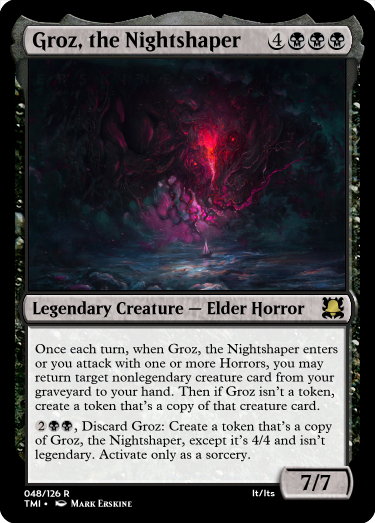 Groz, the Nightshaper 4
Legendary Creature — Elder Horror
Once each turn, when Groz, the Nightshaper enters
or you attack with one or more Horrors, you may
return target nonlegendary creature card from your
graveyard to your hand. Then if Groz isn't a token,
create a token that's a copy of that creature card.
2, Discard Groz: Create a token that's a copy
of Groz, the Nightshaper, except it's 4/4 and isn't
legendary. Activate only as a sorcery.
7/7
048/126 R It/Its
TMI • Mark Erskine